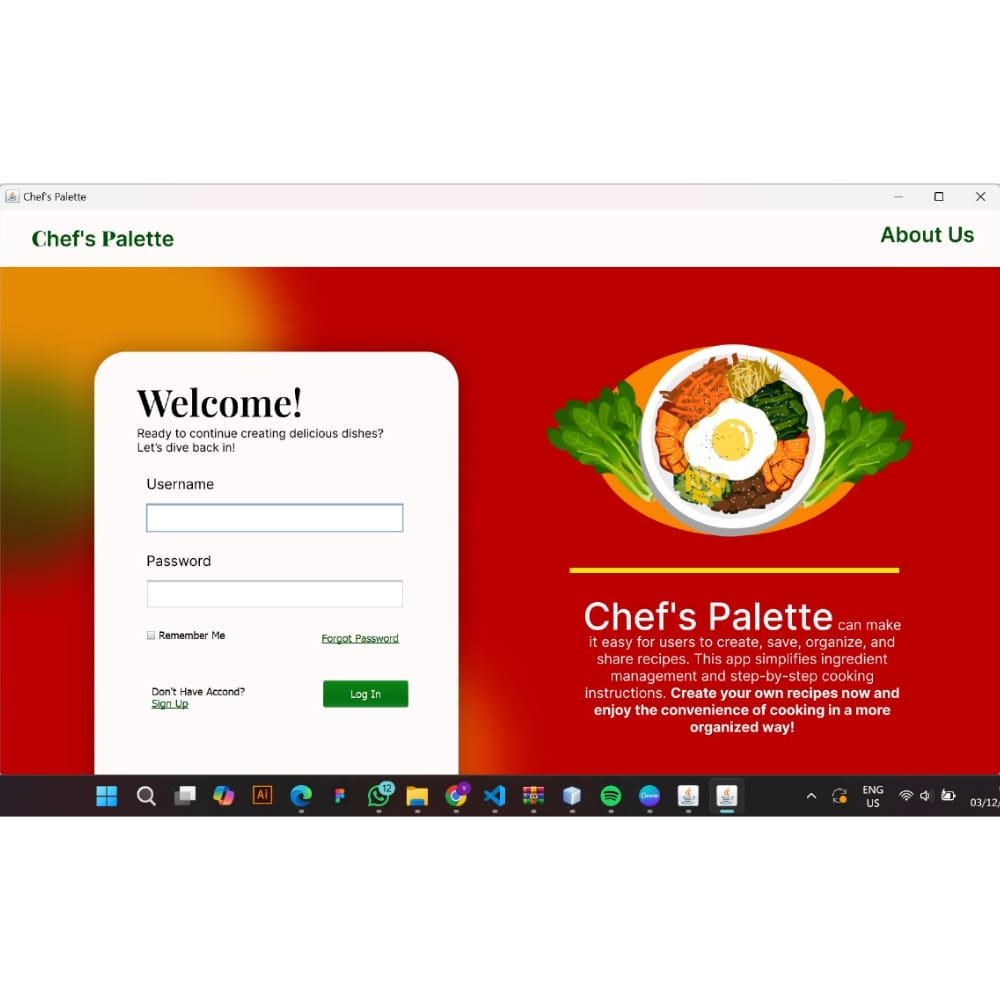 Chef's Palette
Chef's Palette
About Us
Welcome!
Ready to continue creating delicious dishes?
Let's dive back in!
Username
Password
Remember Me
Forgot Password
Don't Have Accond?
Sign Up
Log In
Chef's Palette can make
it easy for users to create, save, organize, and
share recipes. This app simplifies ingredient
management and step-by-step cooking
instructions. Create your own recipes now and
enjoy the convenience of cooking in a more
organized way!
Ai
12
V
Canva
ENG
US
03/12/